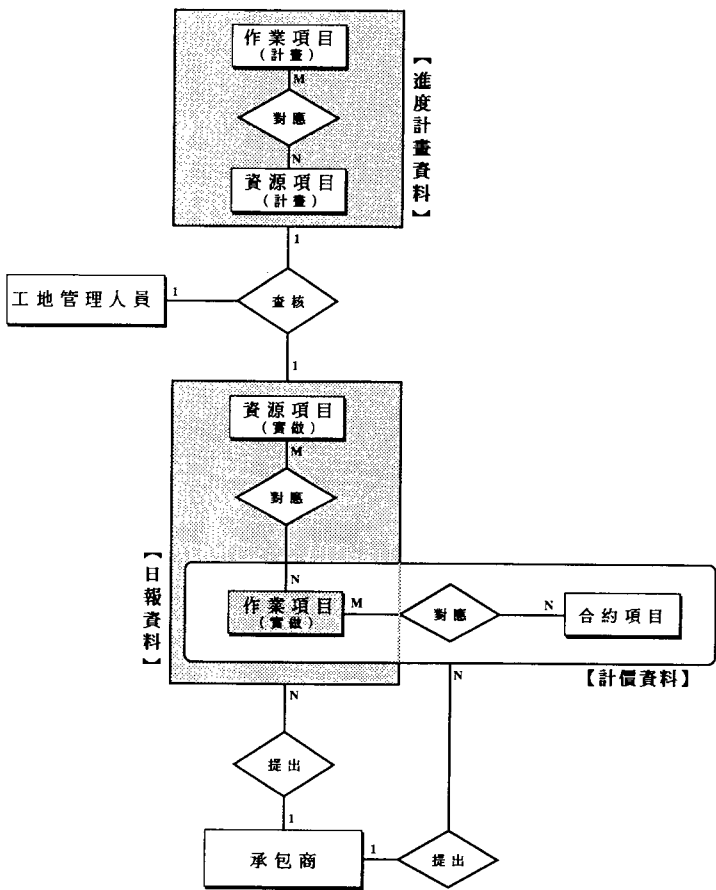 作業項目
(計畫)
M
對應
N
資源項目
(計畫)
【進度計畫資料】
1
工地管理人員
1
查核
1
資源項目
(實做)
M
對應
N
【日報資料】
作業項目
(實做)
M
對應
N
合約項目
【計價資料】
N
N
提出
1
承包商
1
提出